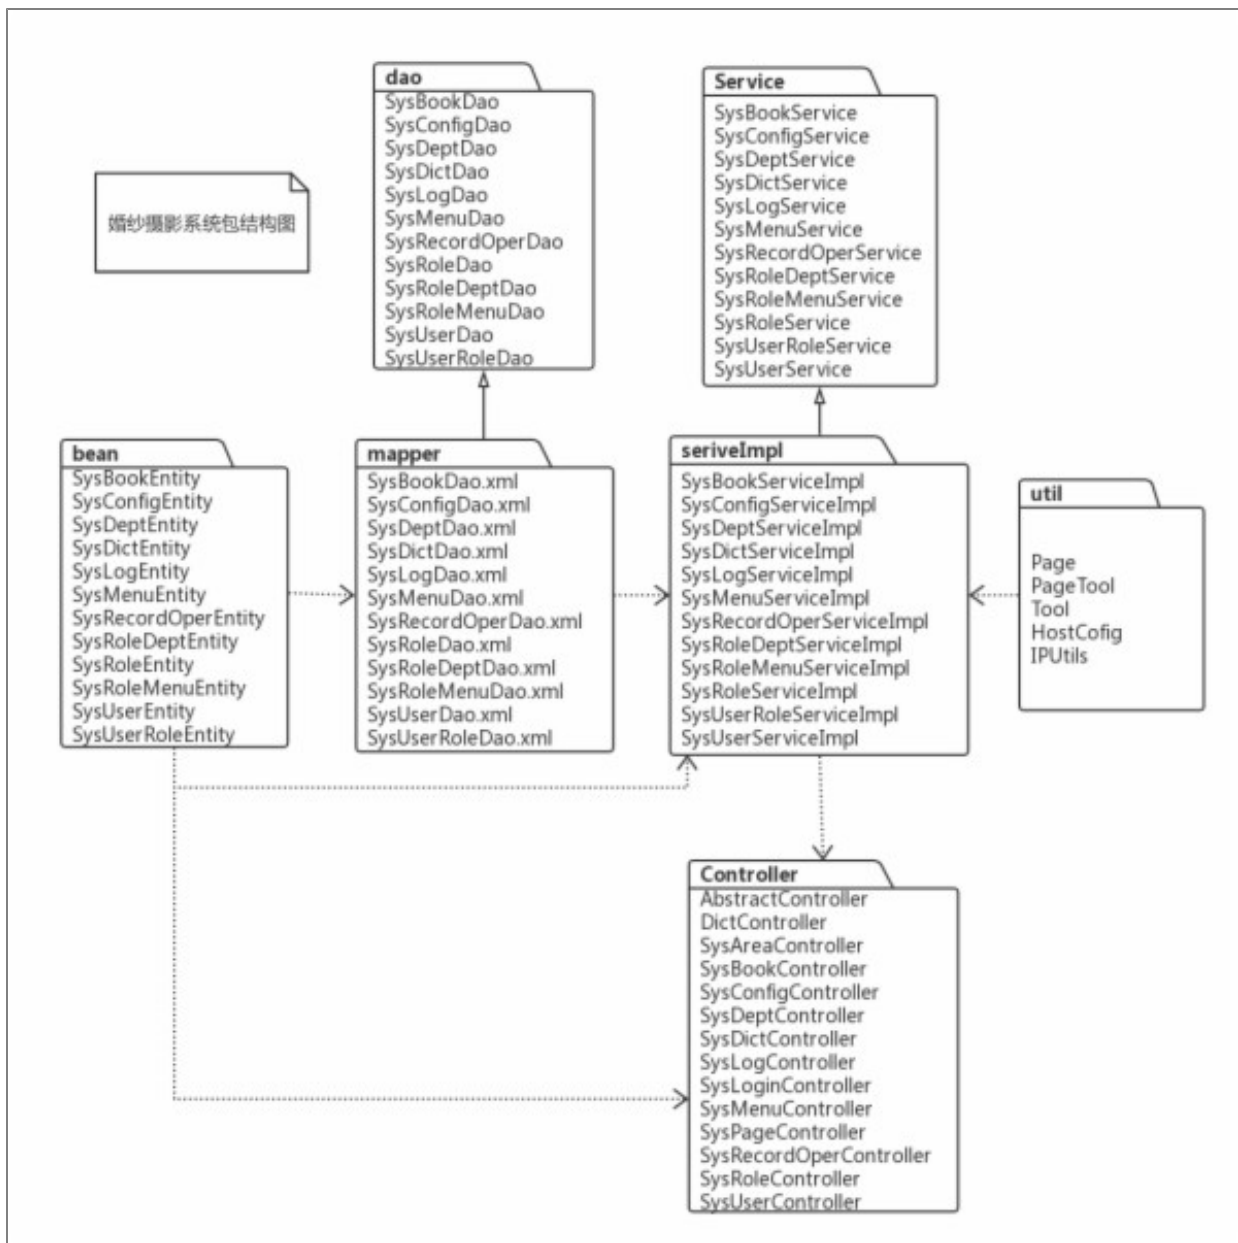 dao
SysBookDao
SysConfigDao
SysDeptDao
SysDictDao
SysLogDao
SysMenuDao
SysRecordOperDao
SysRoleDao
SysRoleDeptDao
SysRoleMenuDao
SysUserDao
SysUserRoleDao
Service
SysBookService
SysConfigService
SysDeptService
SysDictService
SysLogService
SysMenuService
SysRecordOperService
SysRoleDeptService
SysRoleMenuService
SysRoleService
SysUserRoleService
SysUserService
婚纱摄影系统包结构图
bean
SysBookEntity
SysConfigEntity
SysDeptEntity
SysDictEntity
SysLogEntity
SysMenuEntity
SysRecordOperEntity
SysRoleDeptEntity
SysRoleEntity
SysRoleMenuEntity
SysUserEntity
SysUserRoleEntity
mapper
SysBookDao.xml
SysConfigDao.xml
SysDeptDao.xml
SysDictDao.xml
SysLogDao.xml
SysMenuDao.xml
SysRecordOperDao.xml
SysRoleDao.xml
SysRoleDeptDao.xml
SysRoleMenuDao.xml
SysUserDao.xml
SysUserRoleDao.xml
seriveImpl
SysBookServiceImpl
SysConfigServiceImpl
SysDeptServiceImpl
SysDictServiceImpl
SysLogServiceImpl
SysMenuServiceImpl
SysRecordOperServiceImpl
SysRoleDeptServiceImpl
SysRoleMenuServiceImpl
SysRoleServiceImpl
SysUserRoleServiceImpl
SysUserServiceImpl
util
Page
PageTool
Tool
HostCofig
IPUtils
Controller
AbstractController
DictController
SysAreaController
SysBookController
SysConfigController
SysDeptController
SysDictController
SysLogController
SysLoginController
SysMenuController
SysPageController
SysRecordOperController
SysRoleController
SysUserController